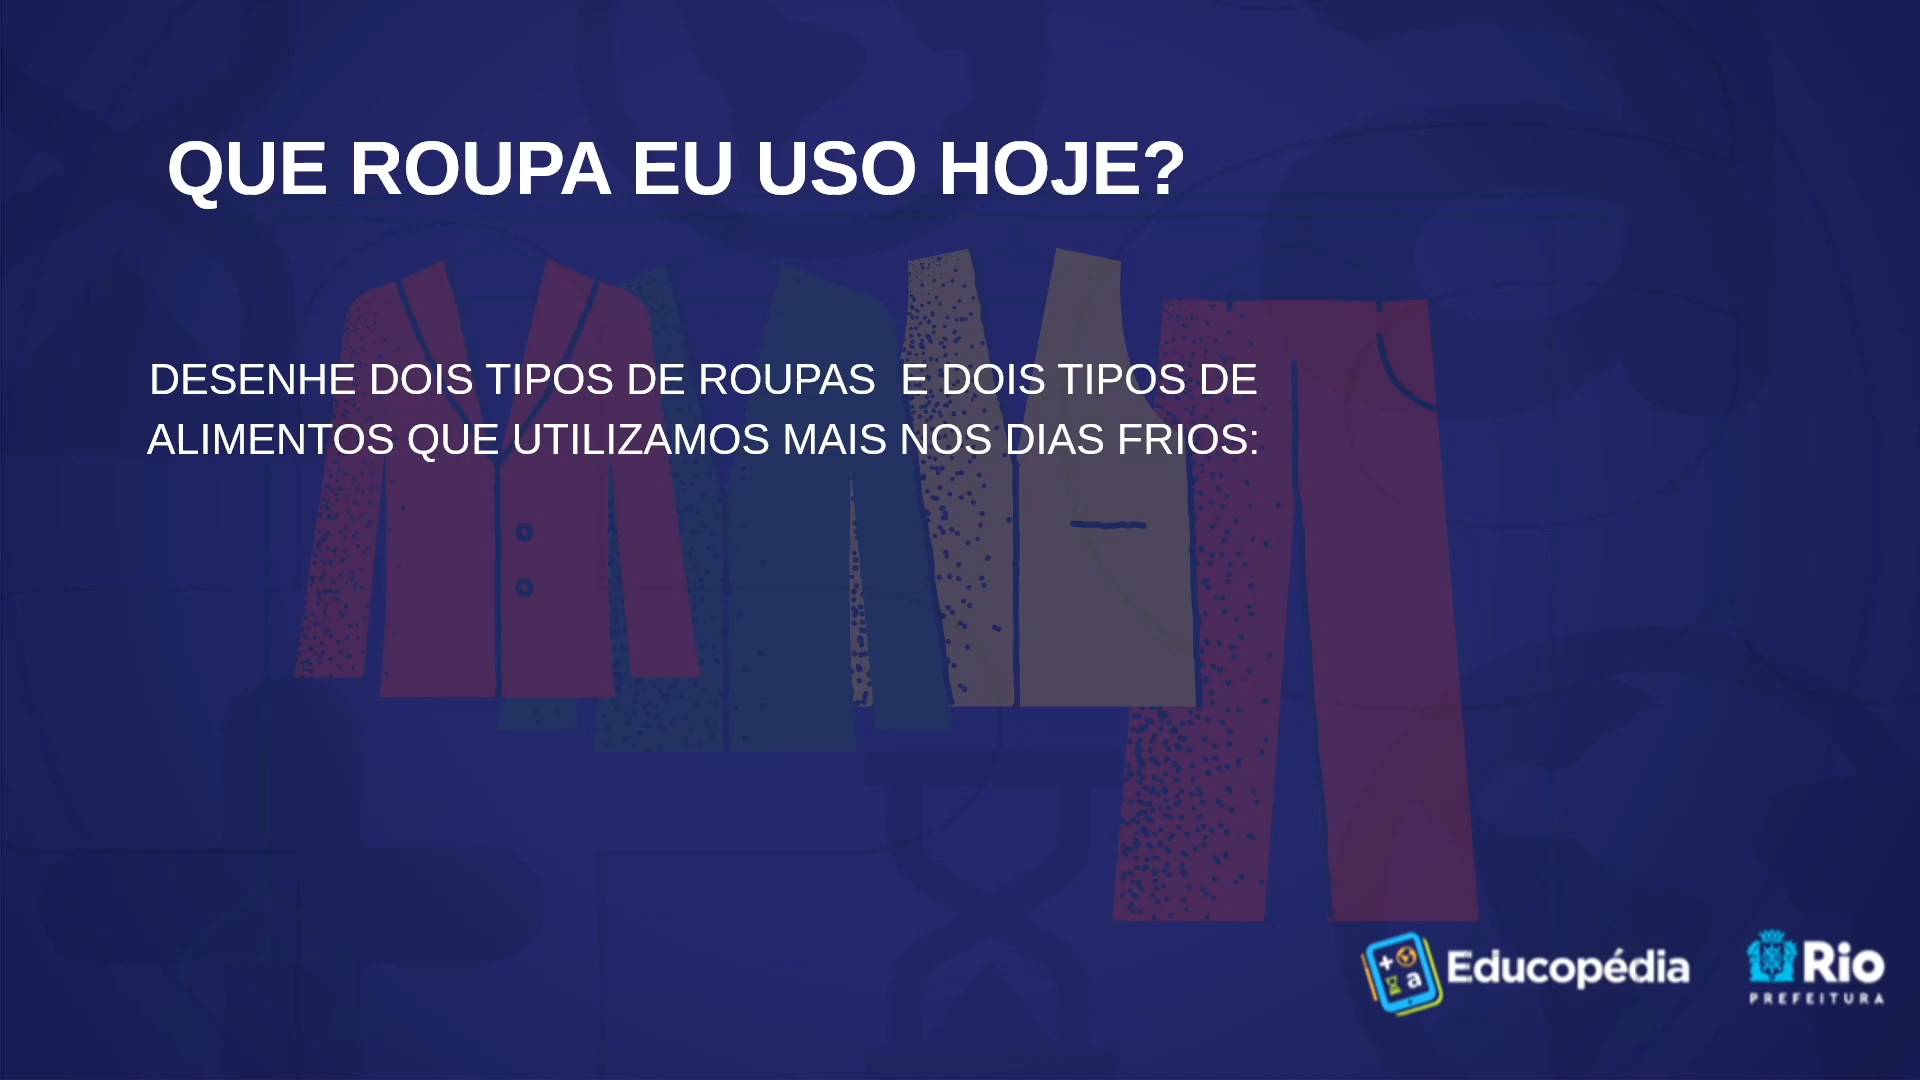 QUE ROUPA EU USO HOJE?
DESENHE DOIS TIPOS DE ROUPAS  E DOIS TIPOS DE
ALIMENTOS QUE UTILIZAMOS MAIS NOS DIAS FRIOS:
+
a
Educopédia
Rio
PREFEITURA